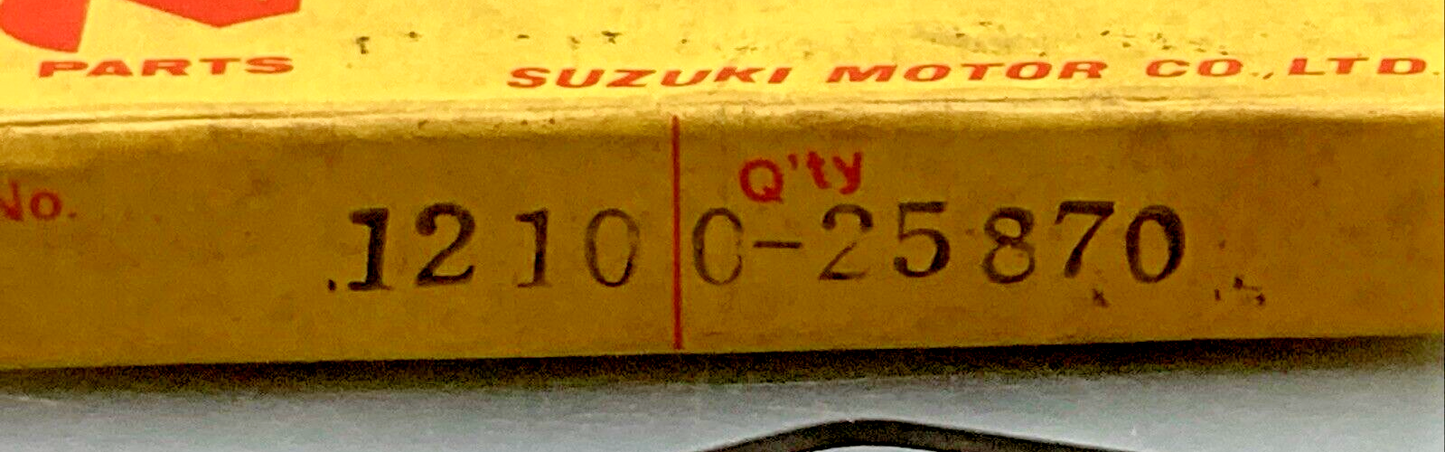 PARTS SUZUKI MOTOR CO., LTD.
No. Q'ty
12100-25870